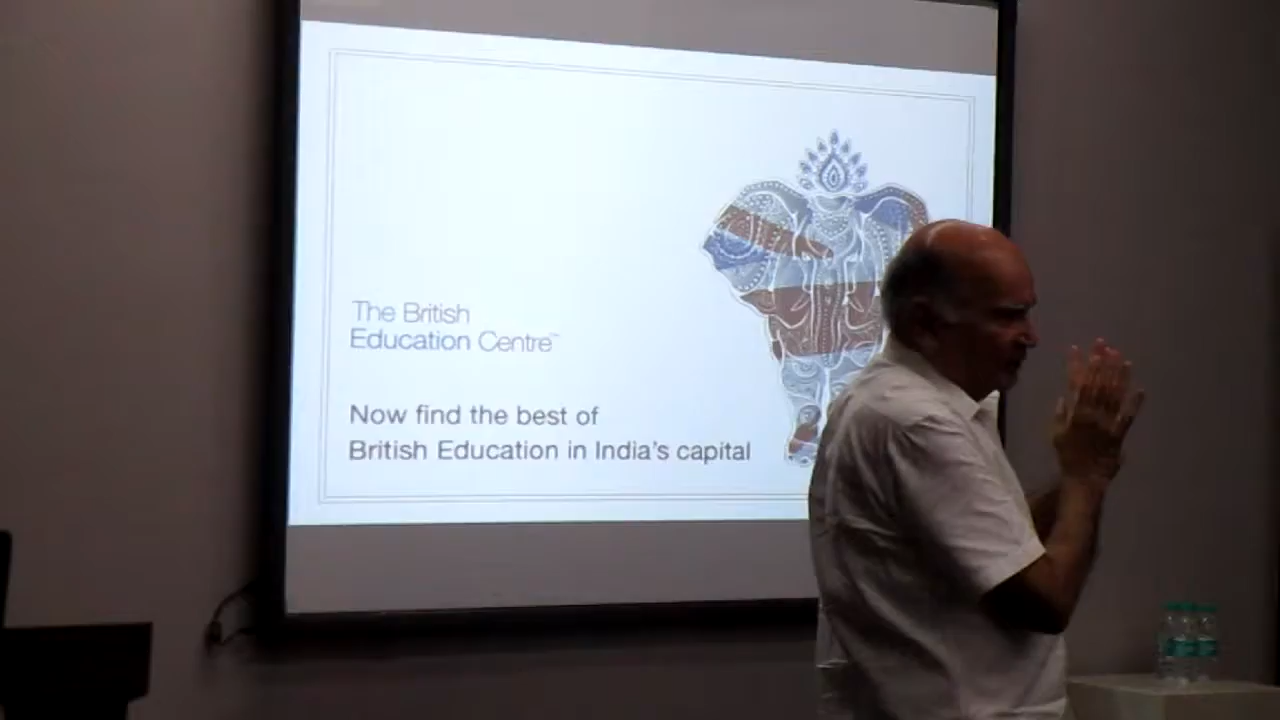 The British
Education Centre™
Now find the best of
British Education in India's capital